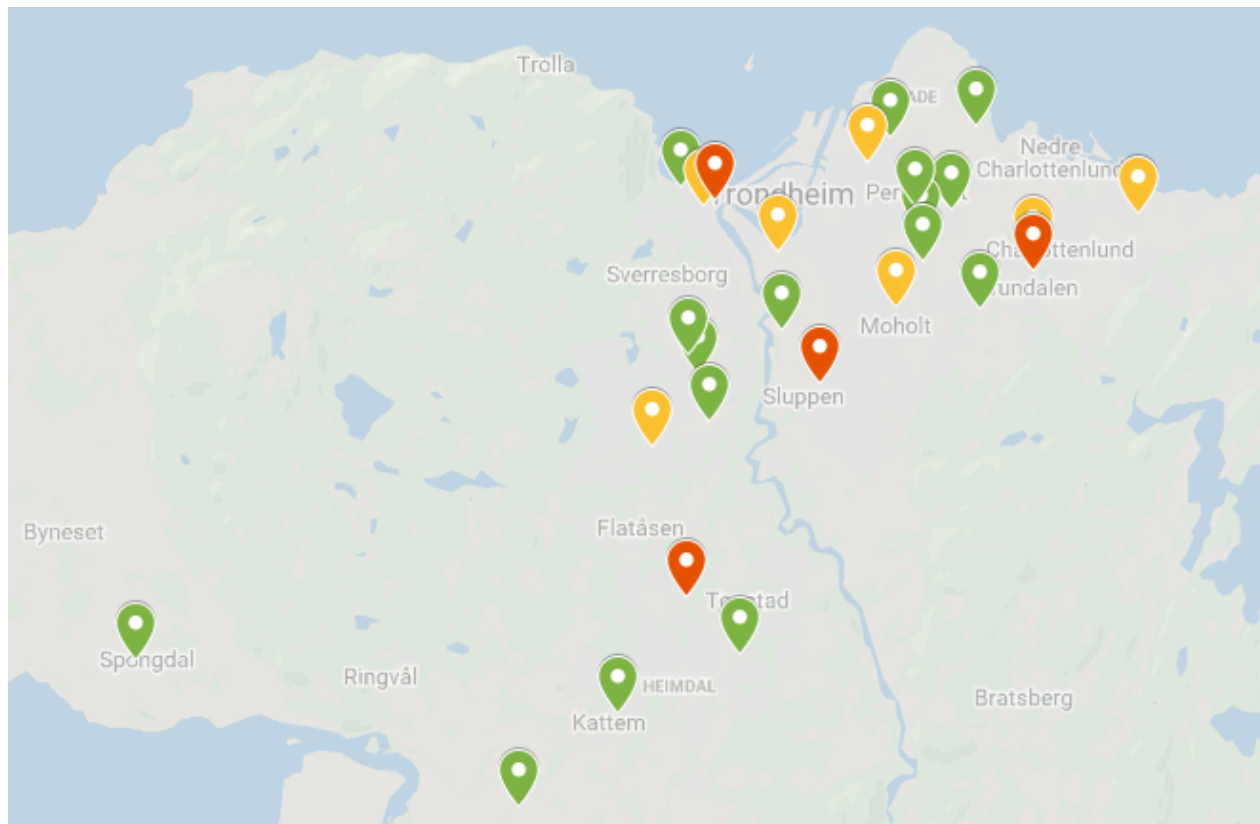 Trolla
Nedre
Charlottenlund
Trondheim
Sverresborg
Charlottenlund
Moholt
Sluppen
Flatåsen
Byneset
Spongdal
Ringvål
HEIMDAL
Kattem
Bratsberg